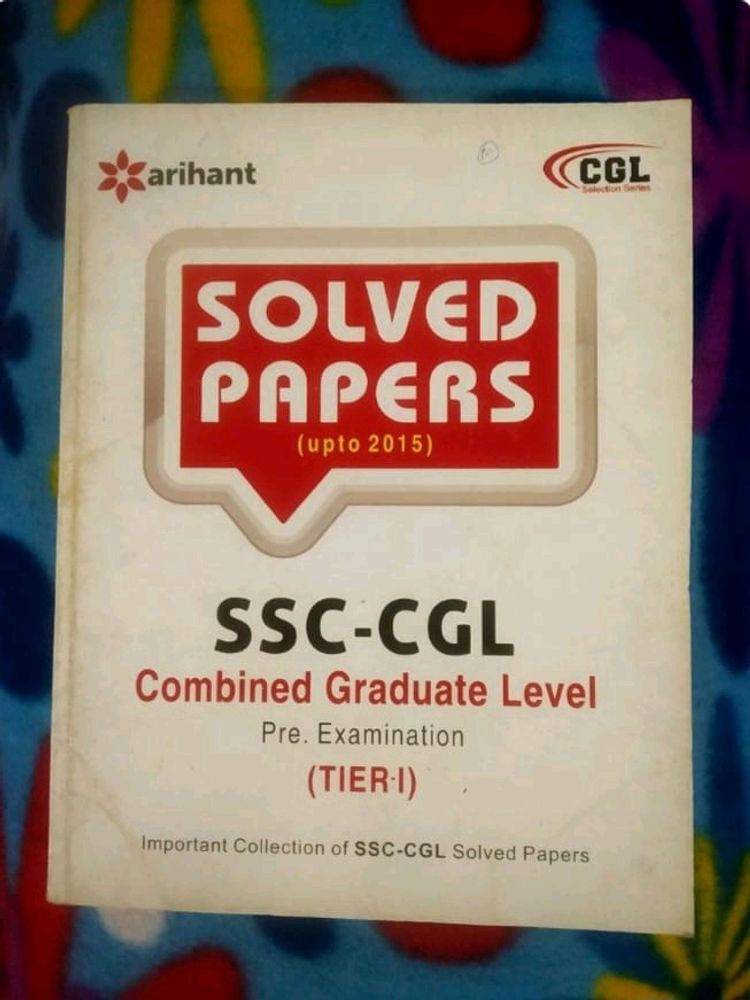 arihant
CGL
Selection Series
SOLVED
PAPERS
(upto 2015)
SSC-CGL
Combined Graduate Level
Pre. Examination
(TIER-I)
Important Collection of SSC-CGL Solved Papers